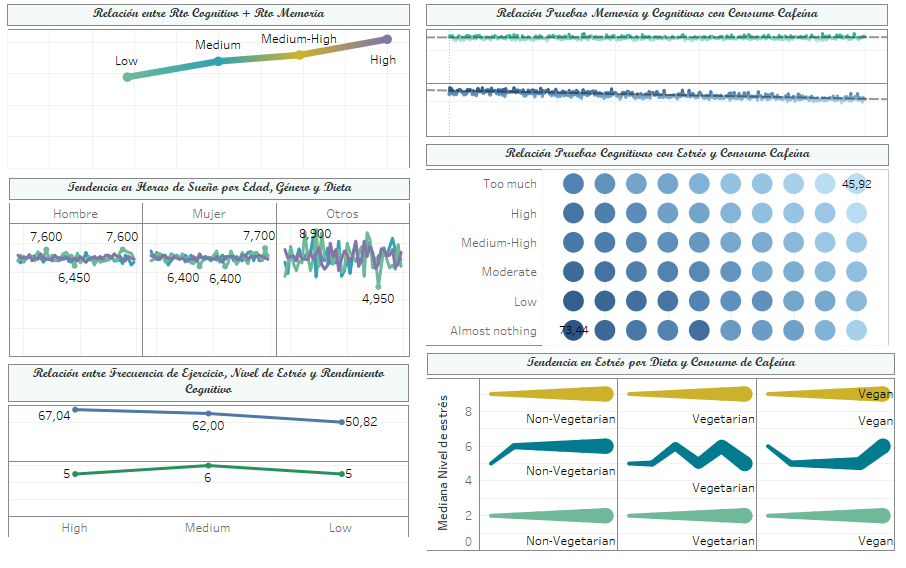 Relación entre Rto Cognitivo + Rto Memoria
Low
Medium
Medium-High
High
Tendencia en Horas de Sueño por Edad, Género y Dieta
Hombre
Mujer
Otros
7,600
7,600
6,450
7,700
6,400
6,400
8,900
4,950
Relación entre Frecuencia de Ejercicio, Nivel de Estrés y Rendimiento
Cognitivo
67,04
62,00
50,82
5
6
5
High
Medium
Low
Relación Pruebas Memoria y Cognitivas con Consumo Cafeína
Relación Pruebas Cognitivas con Estrés y Consumo Cafeína
Too much
45,92
High
Medium-High
Moderate
Low
Almost nothing
73,44
Tendencia en Estrés por Dieta y Consumo de Cafeína
Mediana Nivel de estrés
8
6
4
2
0
Non-Vegetarian
Vegetarian
Vegan
Vegan
Non-Vegetarian
Vegetarian
Vegan
Non-Vegetarian
Vegetarian
Vegan